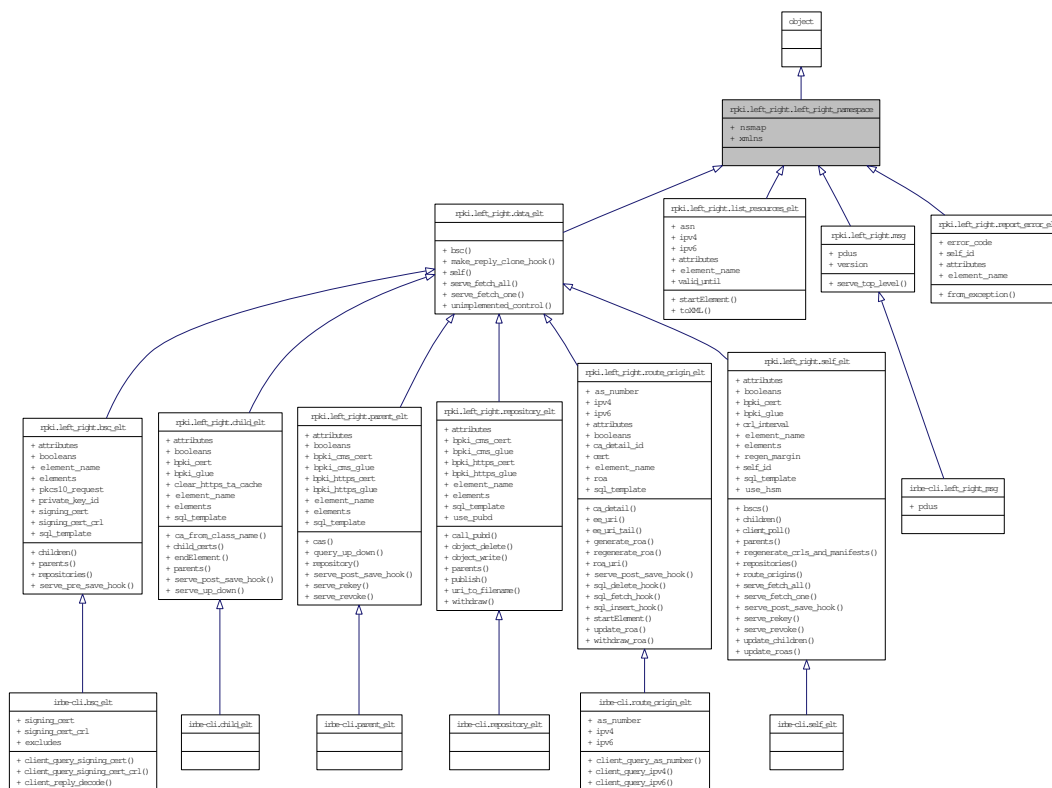 object
rpki.left_right.left_right_namespace
+ nsmap
+ xmlns
rpki.left_right.data_elt
+ bsc()
+ make_reply_clone_hook()
+ self()
+ serve_fetch_all()
+ serve_fetch_one()
+ unimplemented_control()
rpki.left_right.list_resources_elt
+ asn
+ ipv4
+ ipv6
+ attributes
+ element_name
+ valid_until
+ startElement()
+ toXML()
rpki.left_right.msg
+ pdus
+ version
+ serve_top_level()
rpki.left_right.report_error_el
+ error_code
+ self_id
+ attributes
+ element_name
+ from_exception()
rpki.left_right.bsc_elt
+ attributes
+ booleans
+ element_name
+ elements
+ pkcs10_request
+ private_key_id
+ signing_cert
+ signing_cert_crl
+ sql_template
+ children()
+ parents()
+ repositories()
+ serve_pre_save_hook()
rpki.left_right.child_elt
+ attributes
+ booleans
+ bpki_cert
+ bpki_glue
+ clear_https_ta_cache
+ element_name
+ elements
+ sql_template
+ ca_from_class_name()
+ child_certs()
+ endElement()
+ parents()
+ serve_post_save_hook()
+ serve_up_down()
rpki.left_right.parent_elt
+ attributes
+ booleans
+ bpki_cms_cert
+ bpki_cms_glue
+ bpki_https_cert
+ bpki_https_glue
+ element_name
+ elements
+ sql_template
+ cas()
+ query_up_down()
+ repository()
+ serve_post_save_hook()
+ serve_rekey()
+ serve_revoke()
rpki.left_right.repository_elt
+ attributes
+ bpki_cms_cert
+ bpki_cms_glue
+ bpki_https_cert
+ bpki_https_glue
+ element_name
+ elements
+ sql_template
+ use_pubd
+ call_pubd()
+ object_delete()
+ object_write()
+ parents()
+ publish()
+ uri_to_filename()
+ withdraw()
rpki.left_right.route_origin_elt
+ as_number
+ ipv4
+ ipv6
+ attributes
+ booleans
+ ca_detail_id
+ cert
+ element_name
+ roa
+ sql_template
+ ca_detail()
+ ee_uri()
+ ee_uri_tail()
+ generate_roa()
+ regenerate_roa()
+ roa_uri()
+ serve_post_save_hook()
+ sql_delete_hook()
+ sql_fetch_hook()
+ sql_insert_hook()
+ startElement()
+ update_roa()
+ withdraw_roa()
rpki.left_right.self_elt
+ attributes
+ booleans
+ bpki_cert
+ bpki_glue
+ crl_interval
+ element_name
+ elements
+ regen_margin
+ self_id
+ sql_template
+ use_hsm
+ bscs()
+ children()
+ client_poll()
+ parents()
+ regenerate_crls_and_manifests()
+ repositories()
+ route_origins()
+ serve_fetch_all()
+ serve_fetch_one()
+ serve_post_save_hook()
+ serve_rekey()
+ serve_revoke()
+ update_children()
+ update_roas()
irbe-cli.left_right_msg
+ pdus
irbe-cli.bsc_elt
+ signing_cert
+ signing_cert_crl
+ excludes
+ client_query_signing_cert()
+ client_query_signing_cert_crl()
+ client_reply_decode()
irbe-cli.child_elt
irbe-cli.parent_elt
irbe-cli.repository_elt
irbe-cli.route_origin_elt
+ as_number
+ ipv4
+ ipv6
+ client_query_as_number()
+ client_query_ipv4()
+ client_query_ipv6()
irbe-cli.self_elt